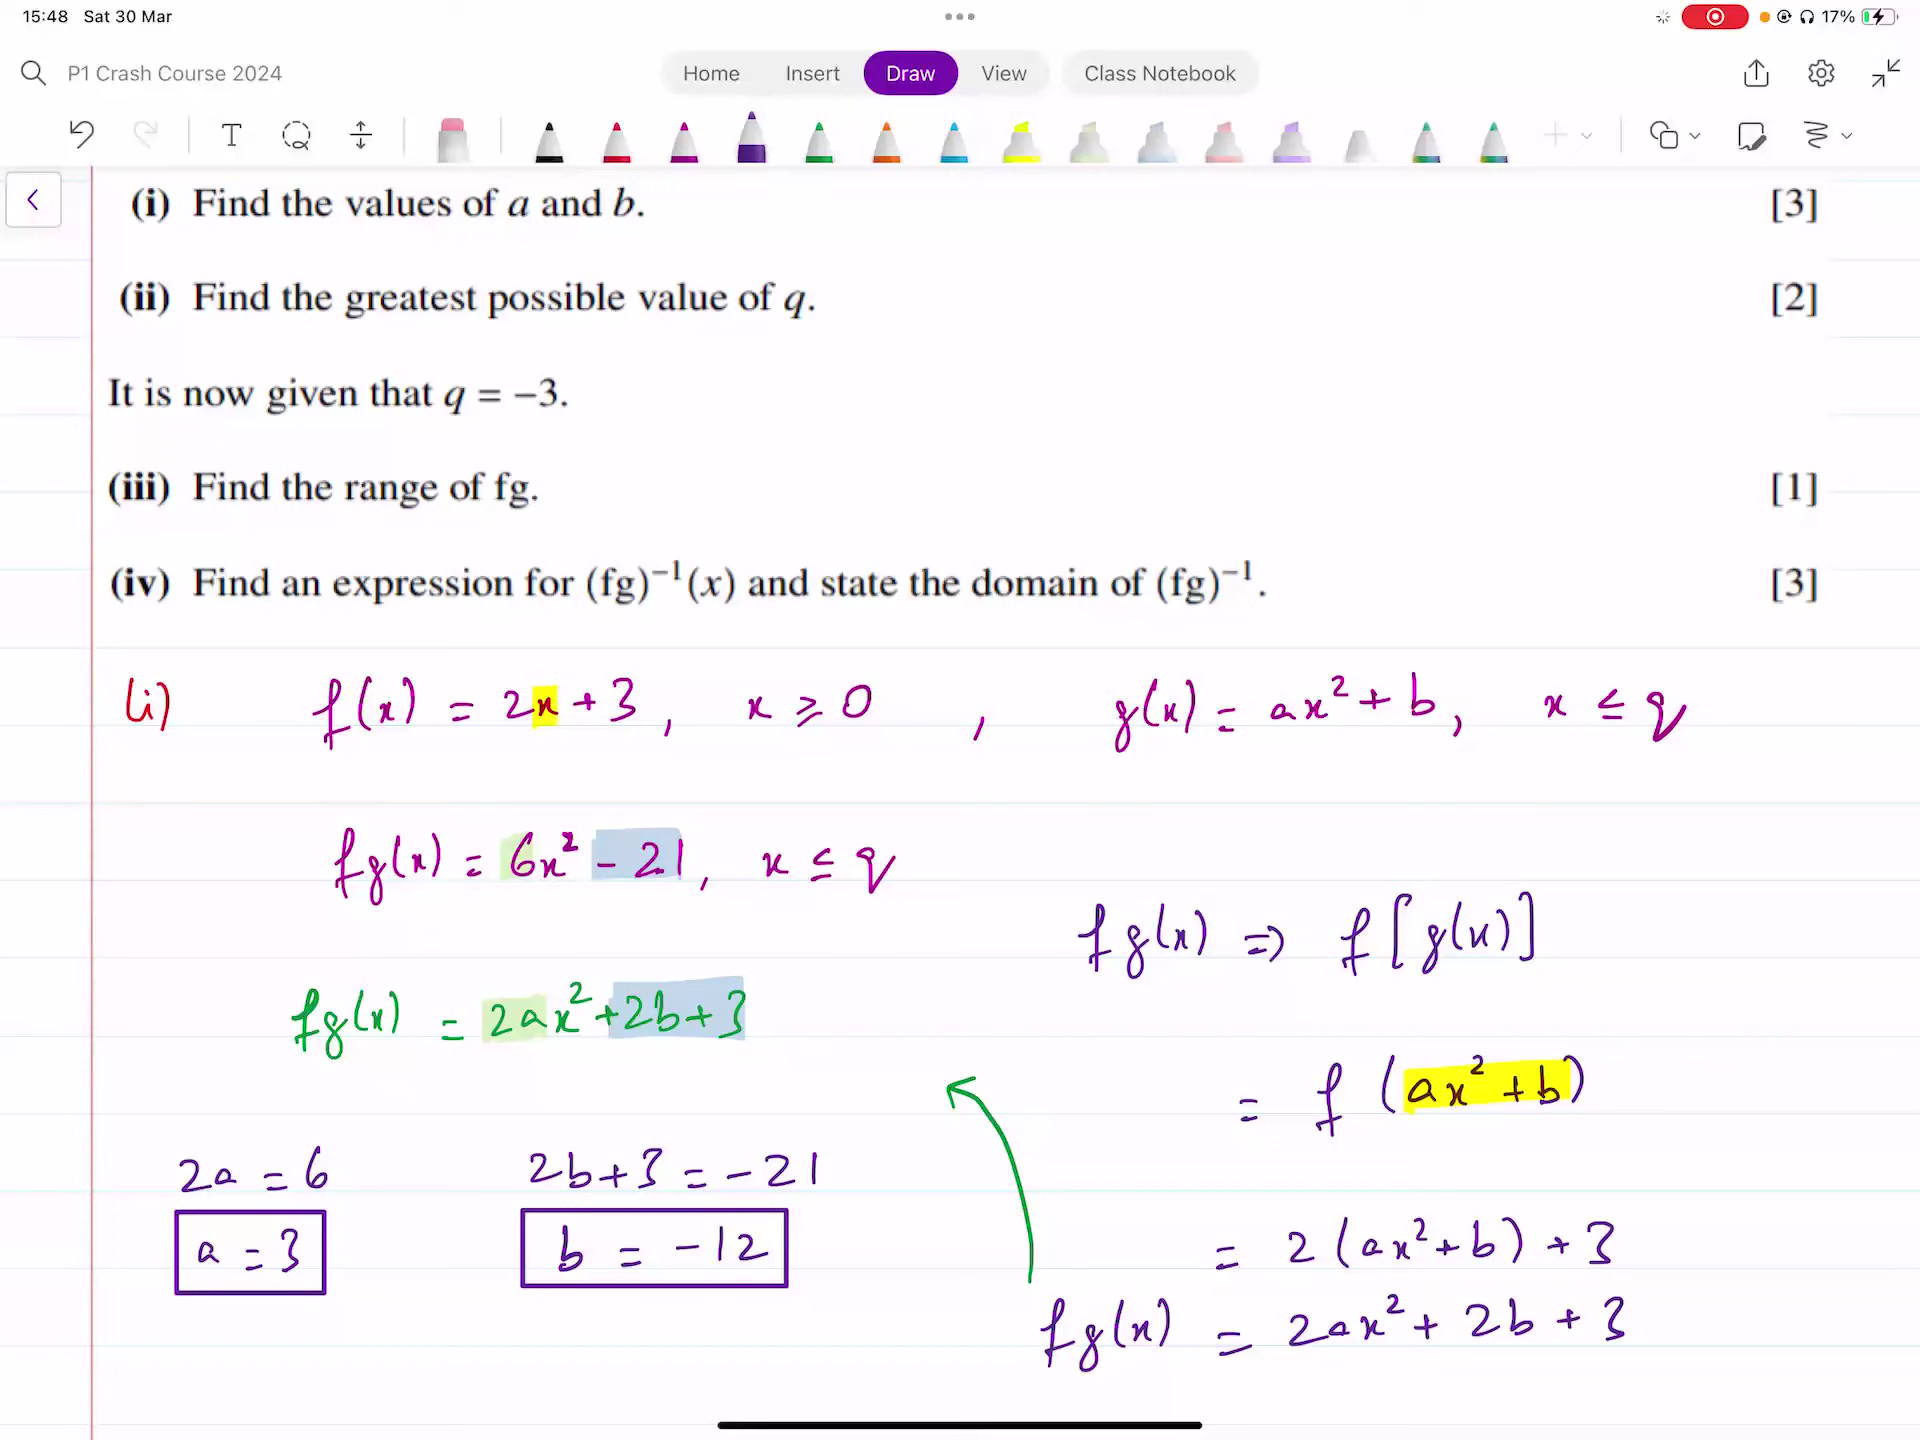 15:48 Sat 30 Mar 17%
P1 Crash Course 2024 Home Insert Draw View Class Notebook
T
(i) Find the values of a and b. [3]
(ii) Find the greatest possible value of q. [2]
It is now given that q = −3.
(iii) Find the range of fg. [1]
(iv) Find an expression for (fg)⁻¹(x) and state the domain of (fg)⁻¹. [3]
(i) f(x) = 2x + 3, x ⩾ 0 , g(x) = ax² + b, x ≤ q
fg(x) = 6x² − 21, x ≤ q
fg(x) => f[g(x)]
fg(x) = 2ax² + 2b + 3
= f (ax² + b)
2a = 6 2b + 3 = −21
a = 3 b = −12
= 2(ax² + b) + 3
fg(x) = 2ax² + 2b + 3